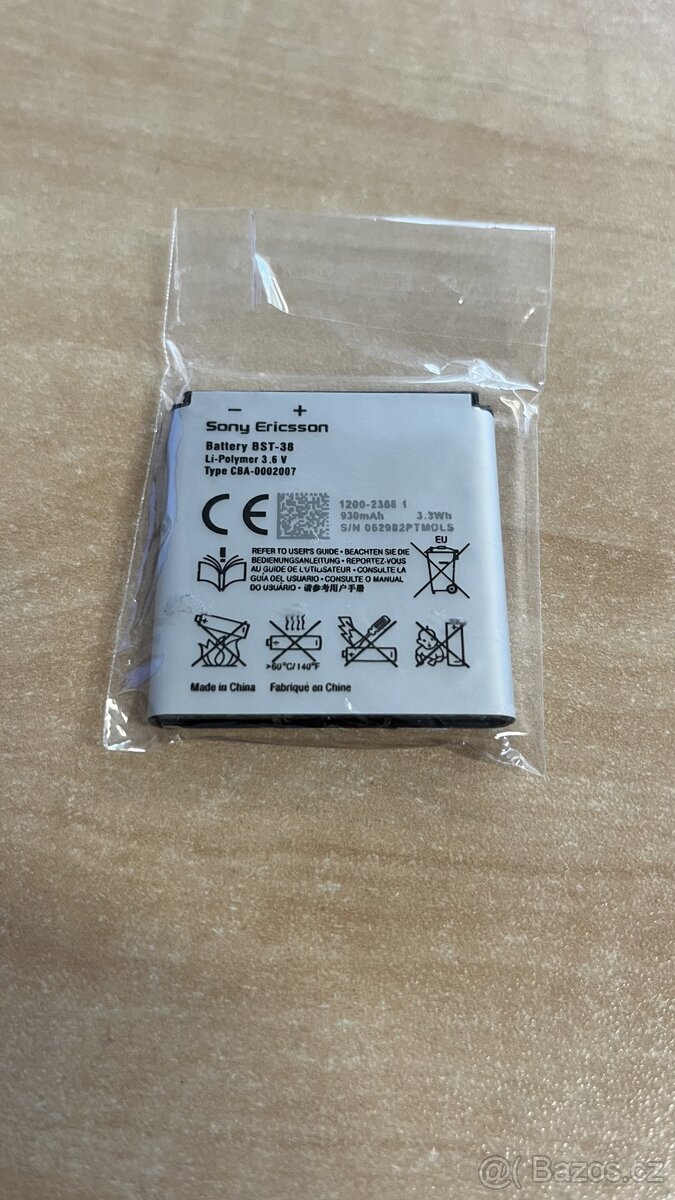 − +
Sony Ericsson
Battery BST-38
Li-Polymer 3.6 V
Type CBA-0002007
CE
1200-2368 1
930mAh 3.3Wh
S/N 062982PTMDLS
EU
REFER TO USER'S GUIDE • BEACHTEN SIE DIE
BEDIENUNGSANLEITUNG • REPORTEZ-VOUS
AU GUIDE DE L'UTILISATEUR • CONSULTE LA
GUÍA DEL USUARIO • CONSULTE O MANUAL
DO USUÁRIO • 请参考用户手册
>60°C/140°F
Made in China Fabriqué en Chine
@( Bazos.cz